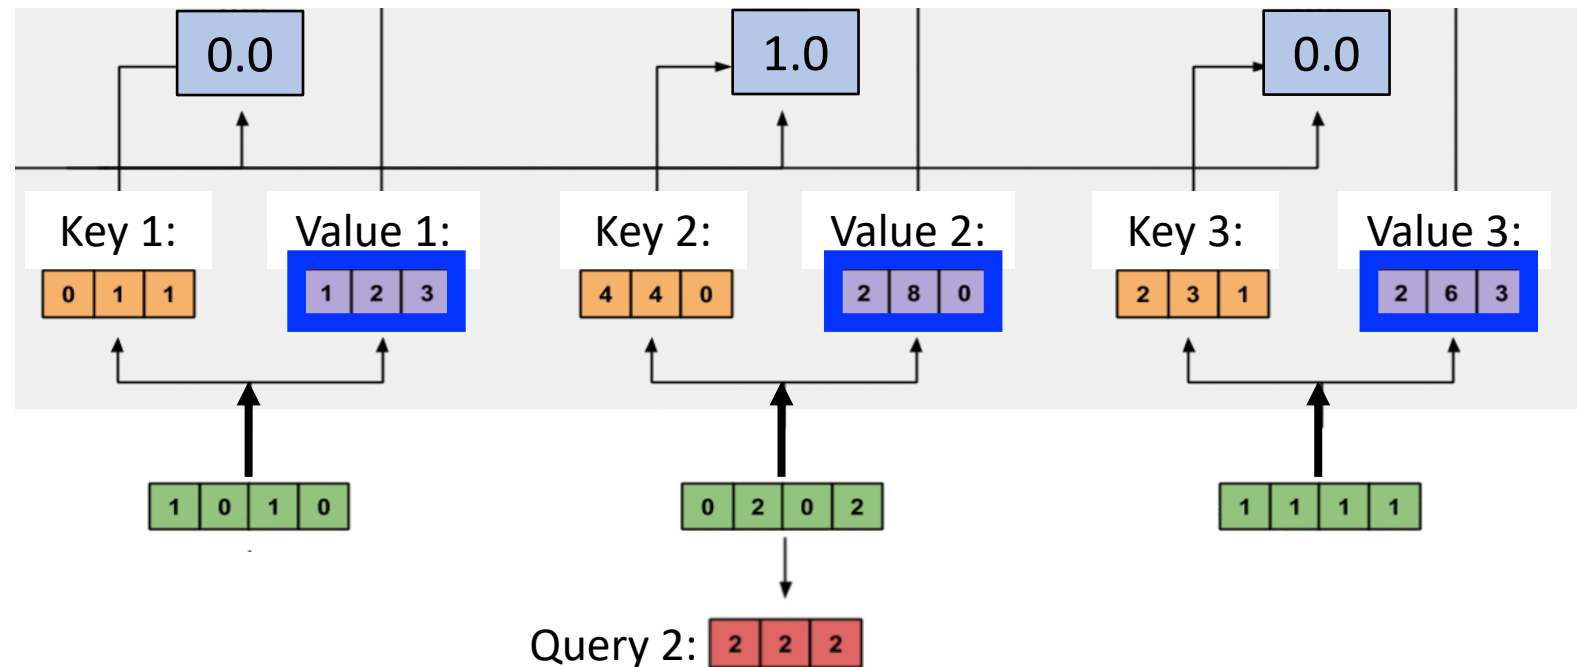 0.0 1.0 0.0
Key 1: Value 1: Key 2: Value 2: Key 3: Value 3:
0 1 1 1 2 3 4 4 0 2 8 0 2 3 1 2 6 3
1 0 1 0 0 2 0 2 1 1 1 1
Query 2: 2 2 2